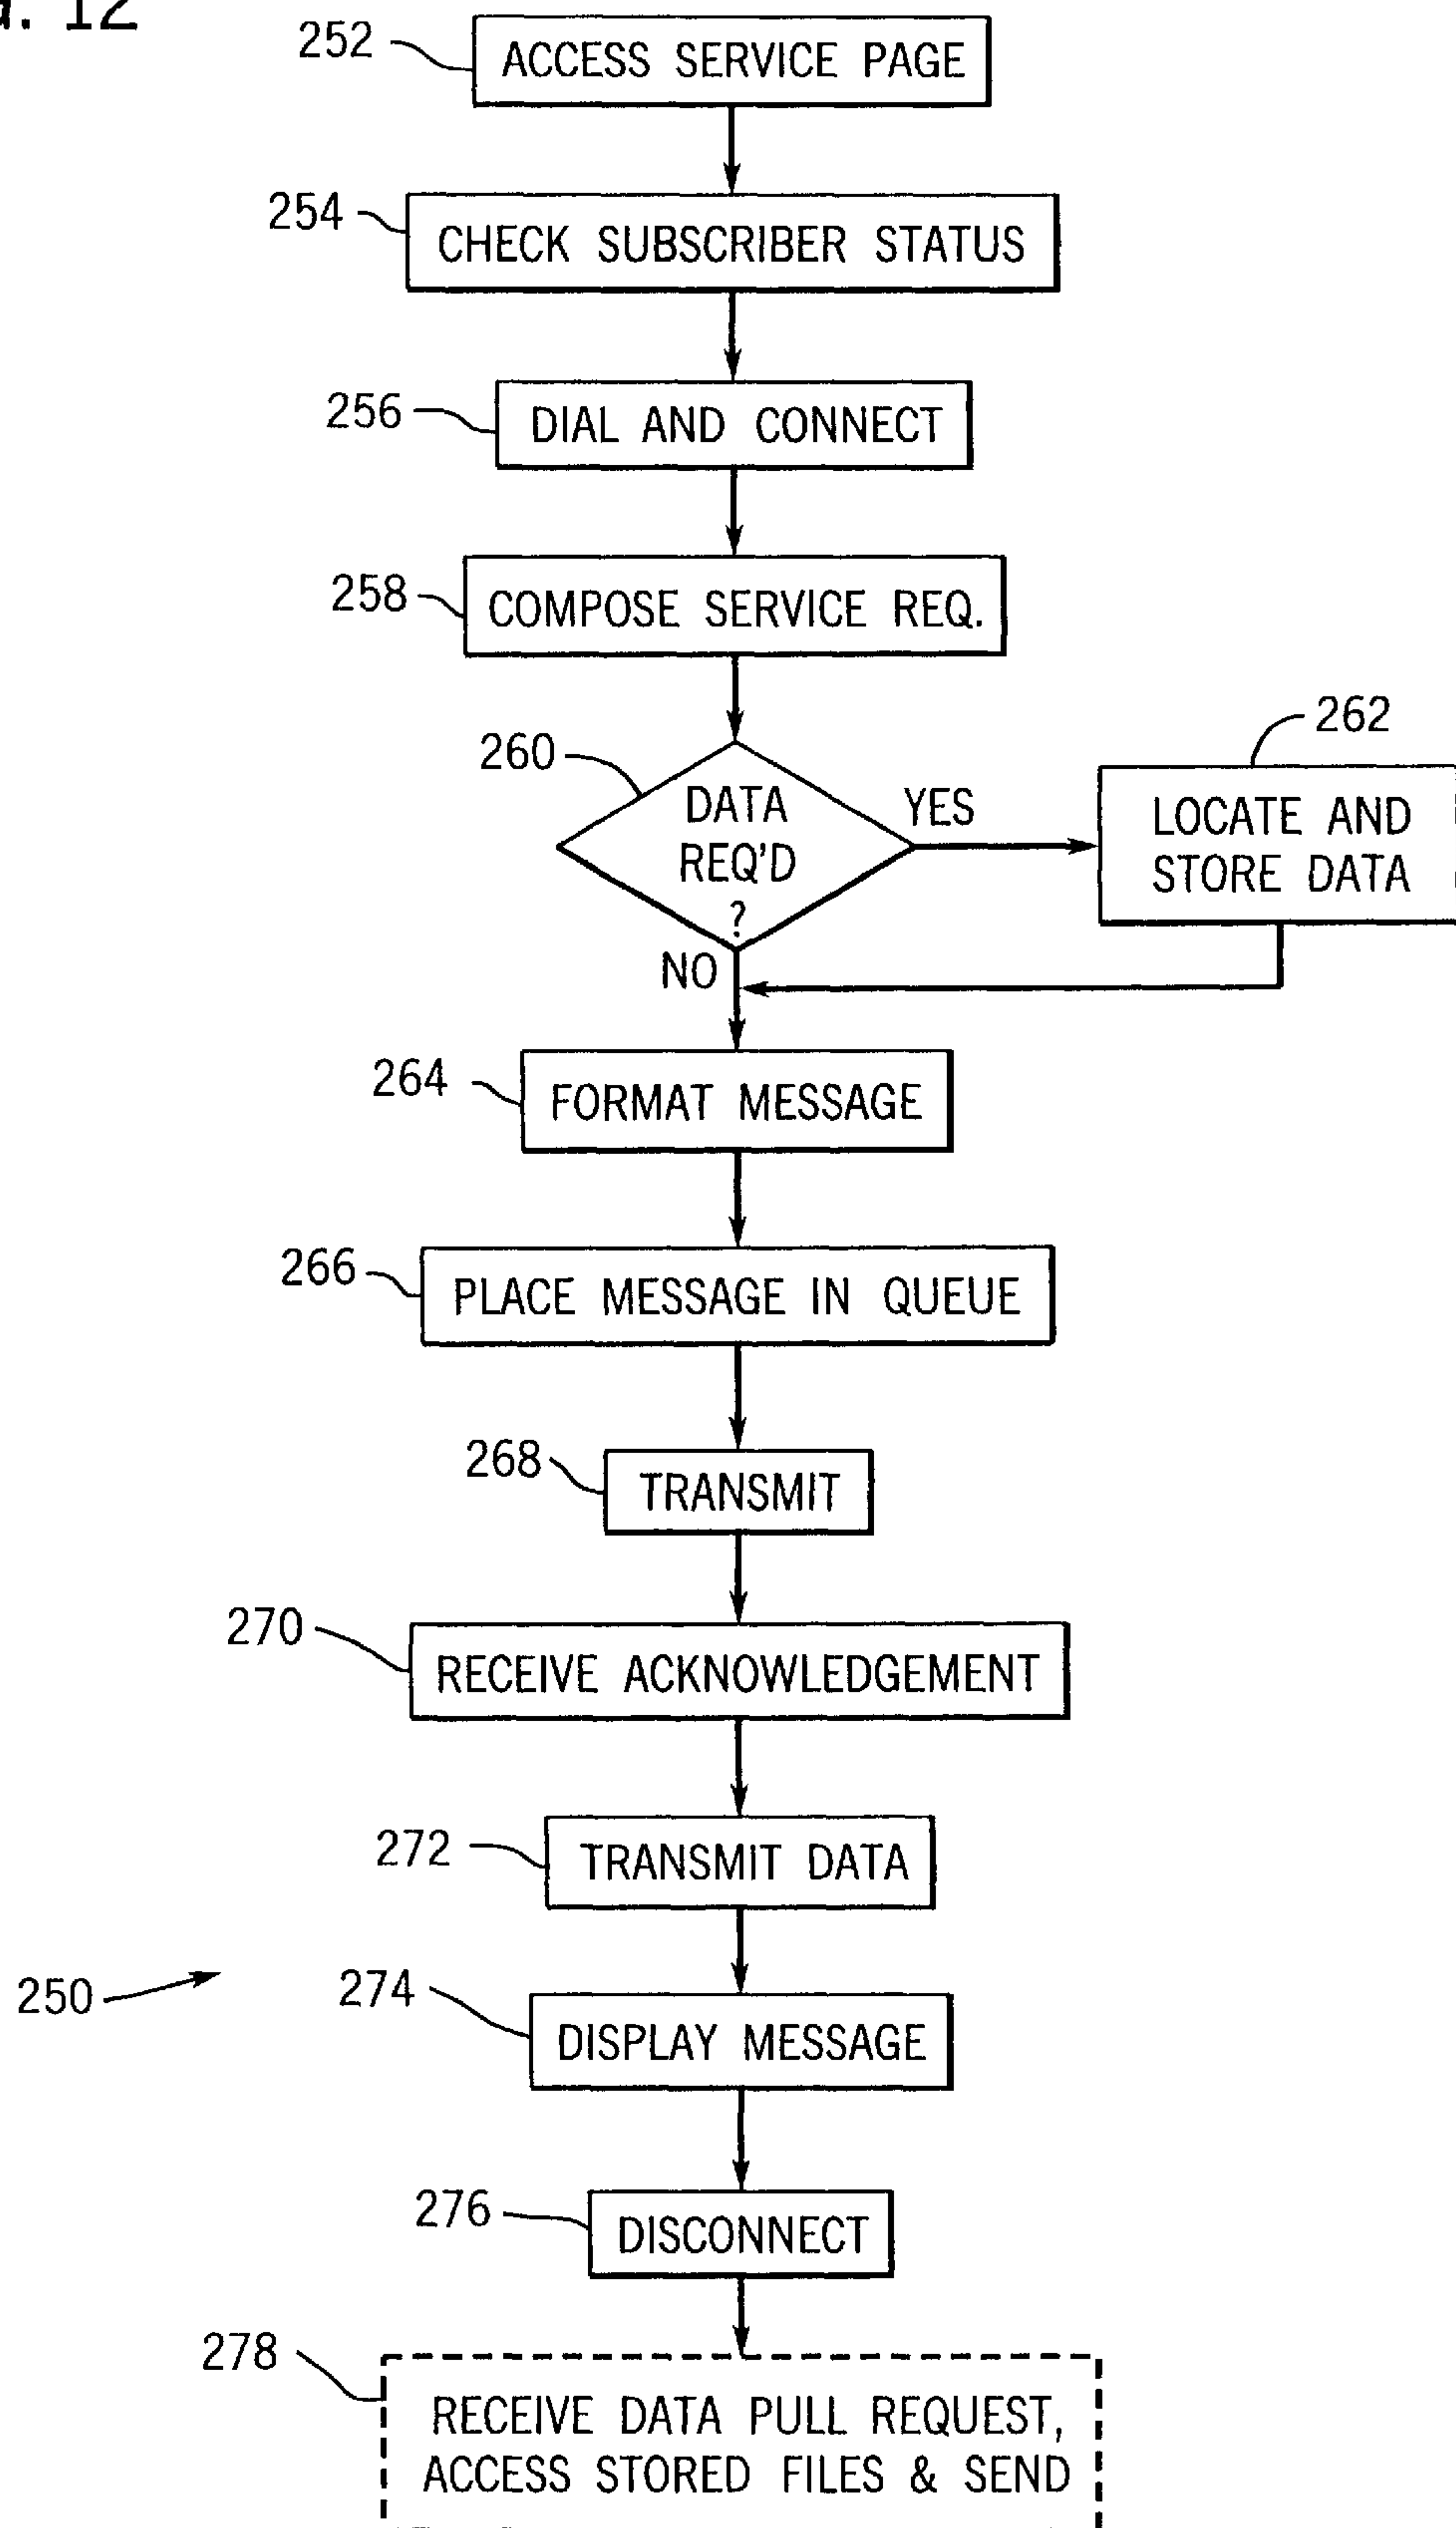 12
252
ACCESS SERVICE PAGE
254
CHECK SUBSCRIBER STATUS
256
DIAL AND CONNECT
258
COMPOSE SERVICE REQ.
260
DATA
REQ'D
?
YES
262
LOCATE AND
STORE DATA
NO
264
FORMAT MESSAGE
266
PLACE MESSAGE IN QUEUE
268
TRANSMIT
270
RECEIVE ACKNOWLEDGEMENT
272
TRANSMIT DATA
250
274
DISPLAY MESSAGE
276
DISCONNECT
278
RECEIVE DATA PULL REQUEST,
ACCESS STORED FILES & SEND